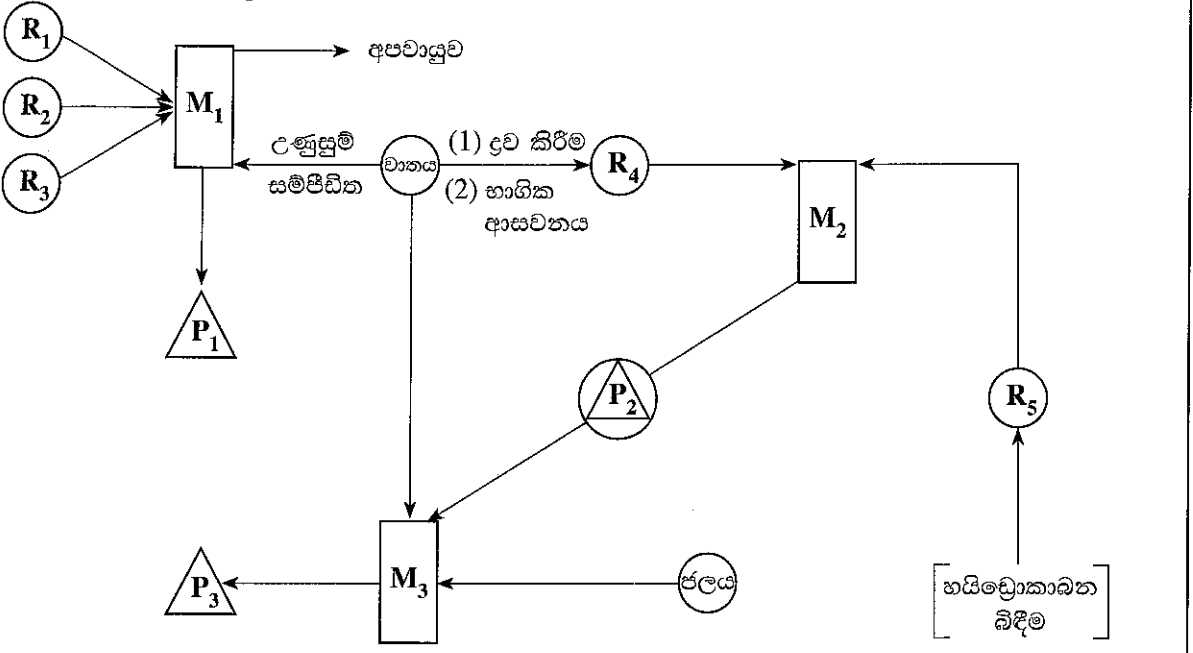 R₁
අපවායුව
R₂
M₁
උණුසුම්
වාතය
(1) ද්‍රව කිරීම
R₃
සම්පීඩිත
(2) භාගික
ආසවනය
R₄
M₂
P₁
P₂
R₅
P₃
M₃
ජලය
හයිඩ්‍රොකාබන
බිඳීම